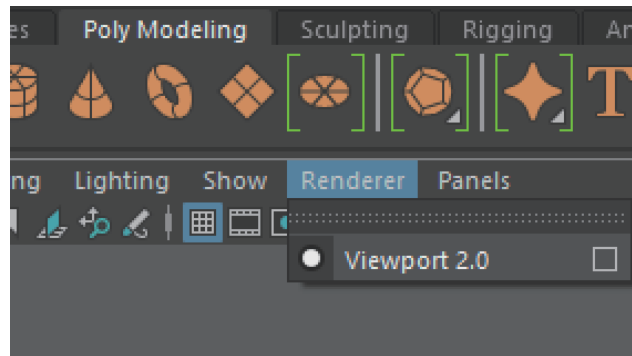 Poly Modeling Sculpting Rigging
Lighting Show Renderer Panels
Viewport 2.0